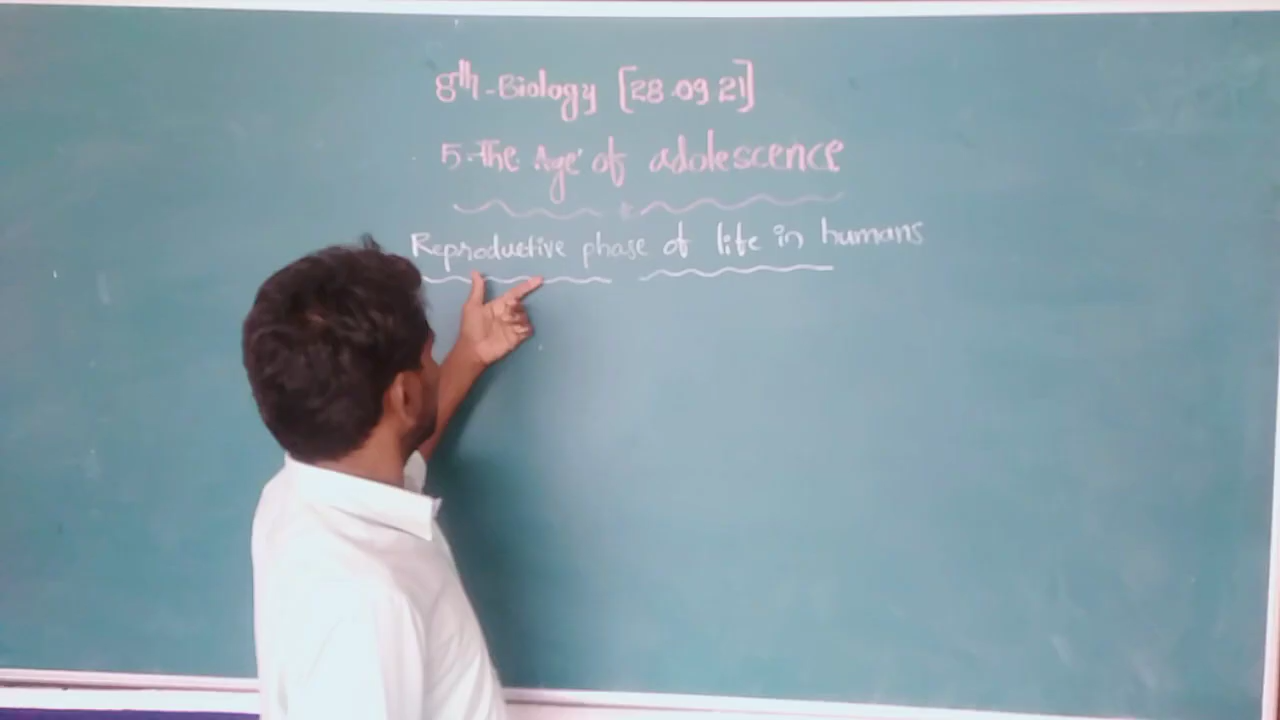 8th-Biology [28.09 21]
5.The Age of adolescence
Reproductive phase of life in humans